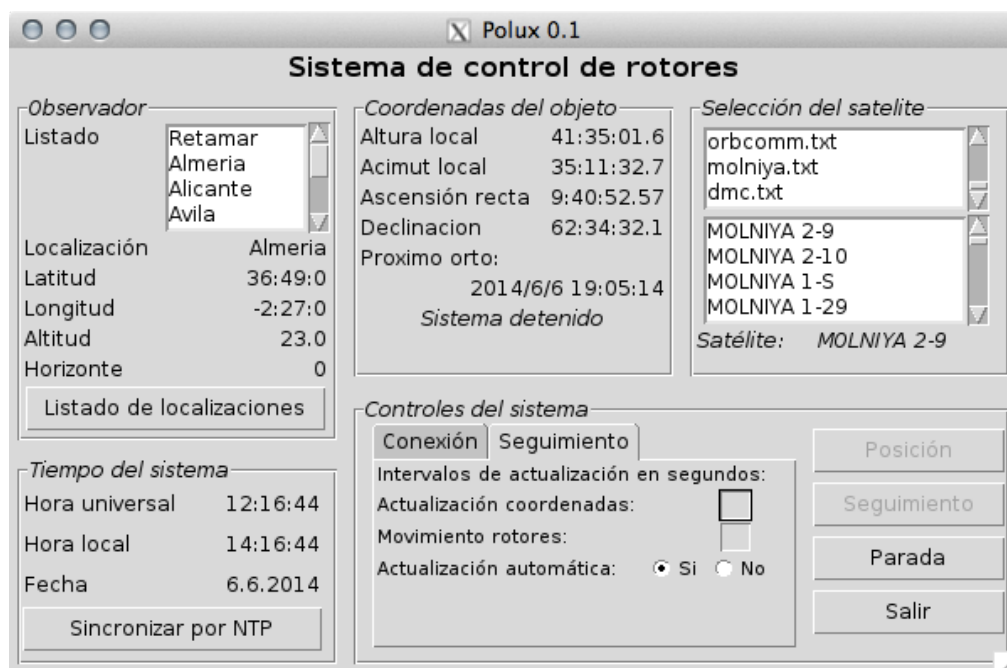 Polux 0.1
Sistema de control de rotores
Observador
Listado
Retamar
Almeria
Alicante
Avila
Localización Almeria
Latitud 36:49:0
Longitud -2:27:0
Altitud 23.0
Horizonte 0
Listado de localizaciones
Tiempo del sistema
Hora universal 12:16:44
Hora local 14:16:44
Fecha 6.6.2014
Sincronizar por NTP
Coordenadas del objeto
Altura local 41:35:01.6
Acimut local 35:11:32.7
Ascensión recta 9:40:52.57
Declinacion 62:34:32.1
Proximo orto:
2014/6/6 19:05:14
Sistema detenido
Selección del satelite
orbcomm.txt
molniya.txt
dmc.txt
MOLNIYA 2-9
MOLNIYA 2-10
MOLNIYA 1-S
MOLNIYA 1-29
Satélite: MOLNIYA 2-9
Controles del sistema
Conexión Seguimiento
Intervalos de actualización en segundos:
Actualización coordenadas:
Movimiento rotores:
Actualización automática: Si No
Posición
Seguimiento
Parada
Salir